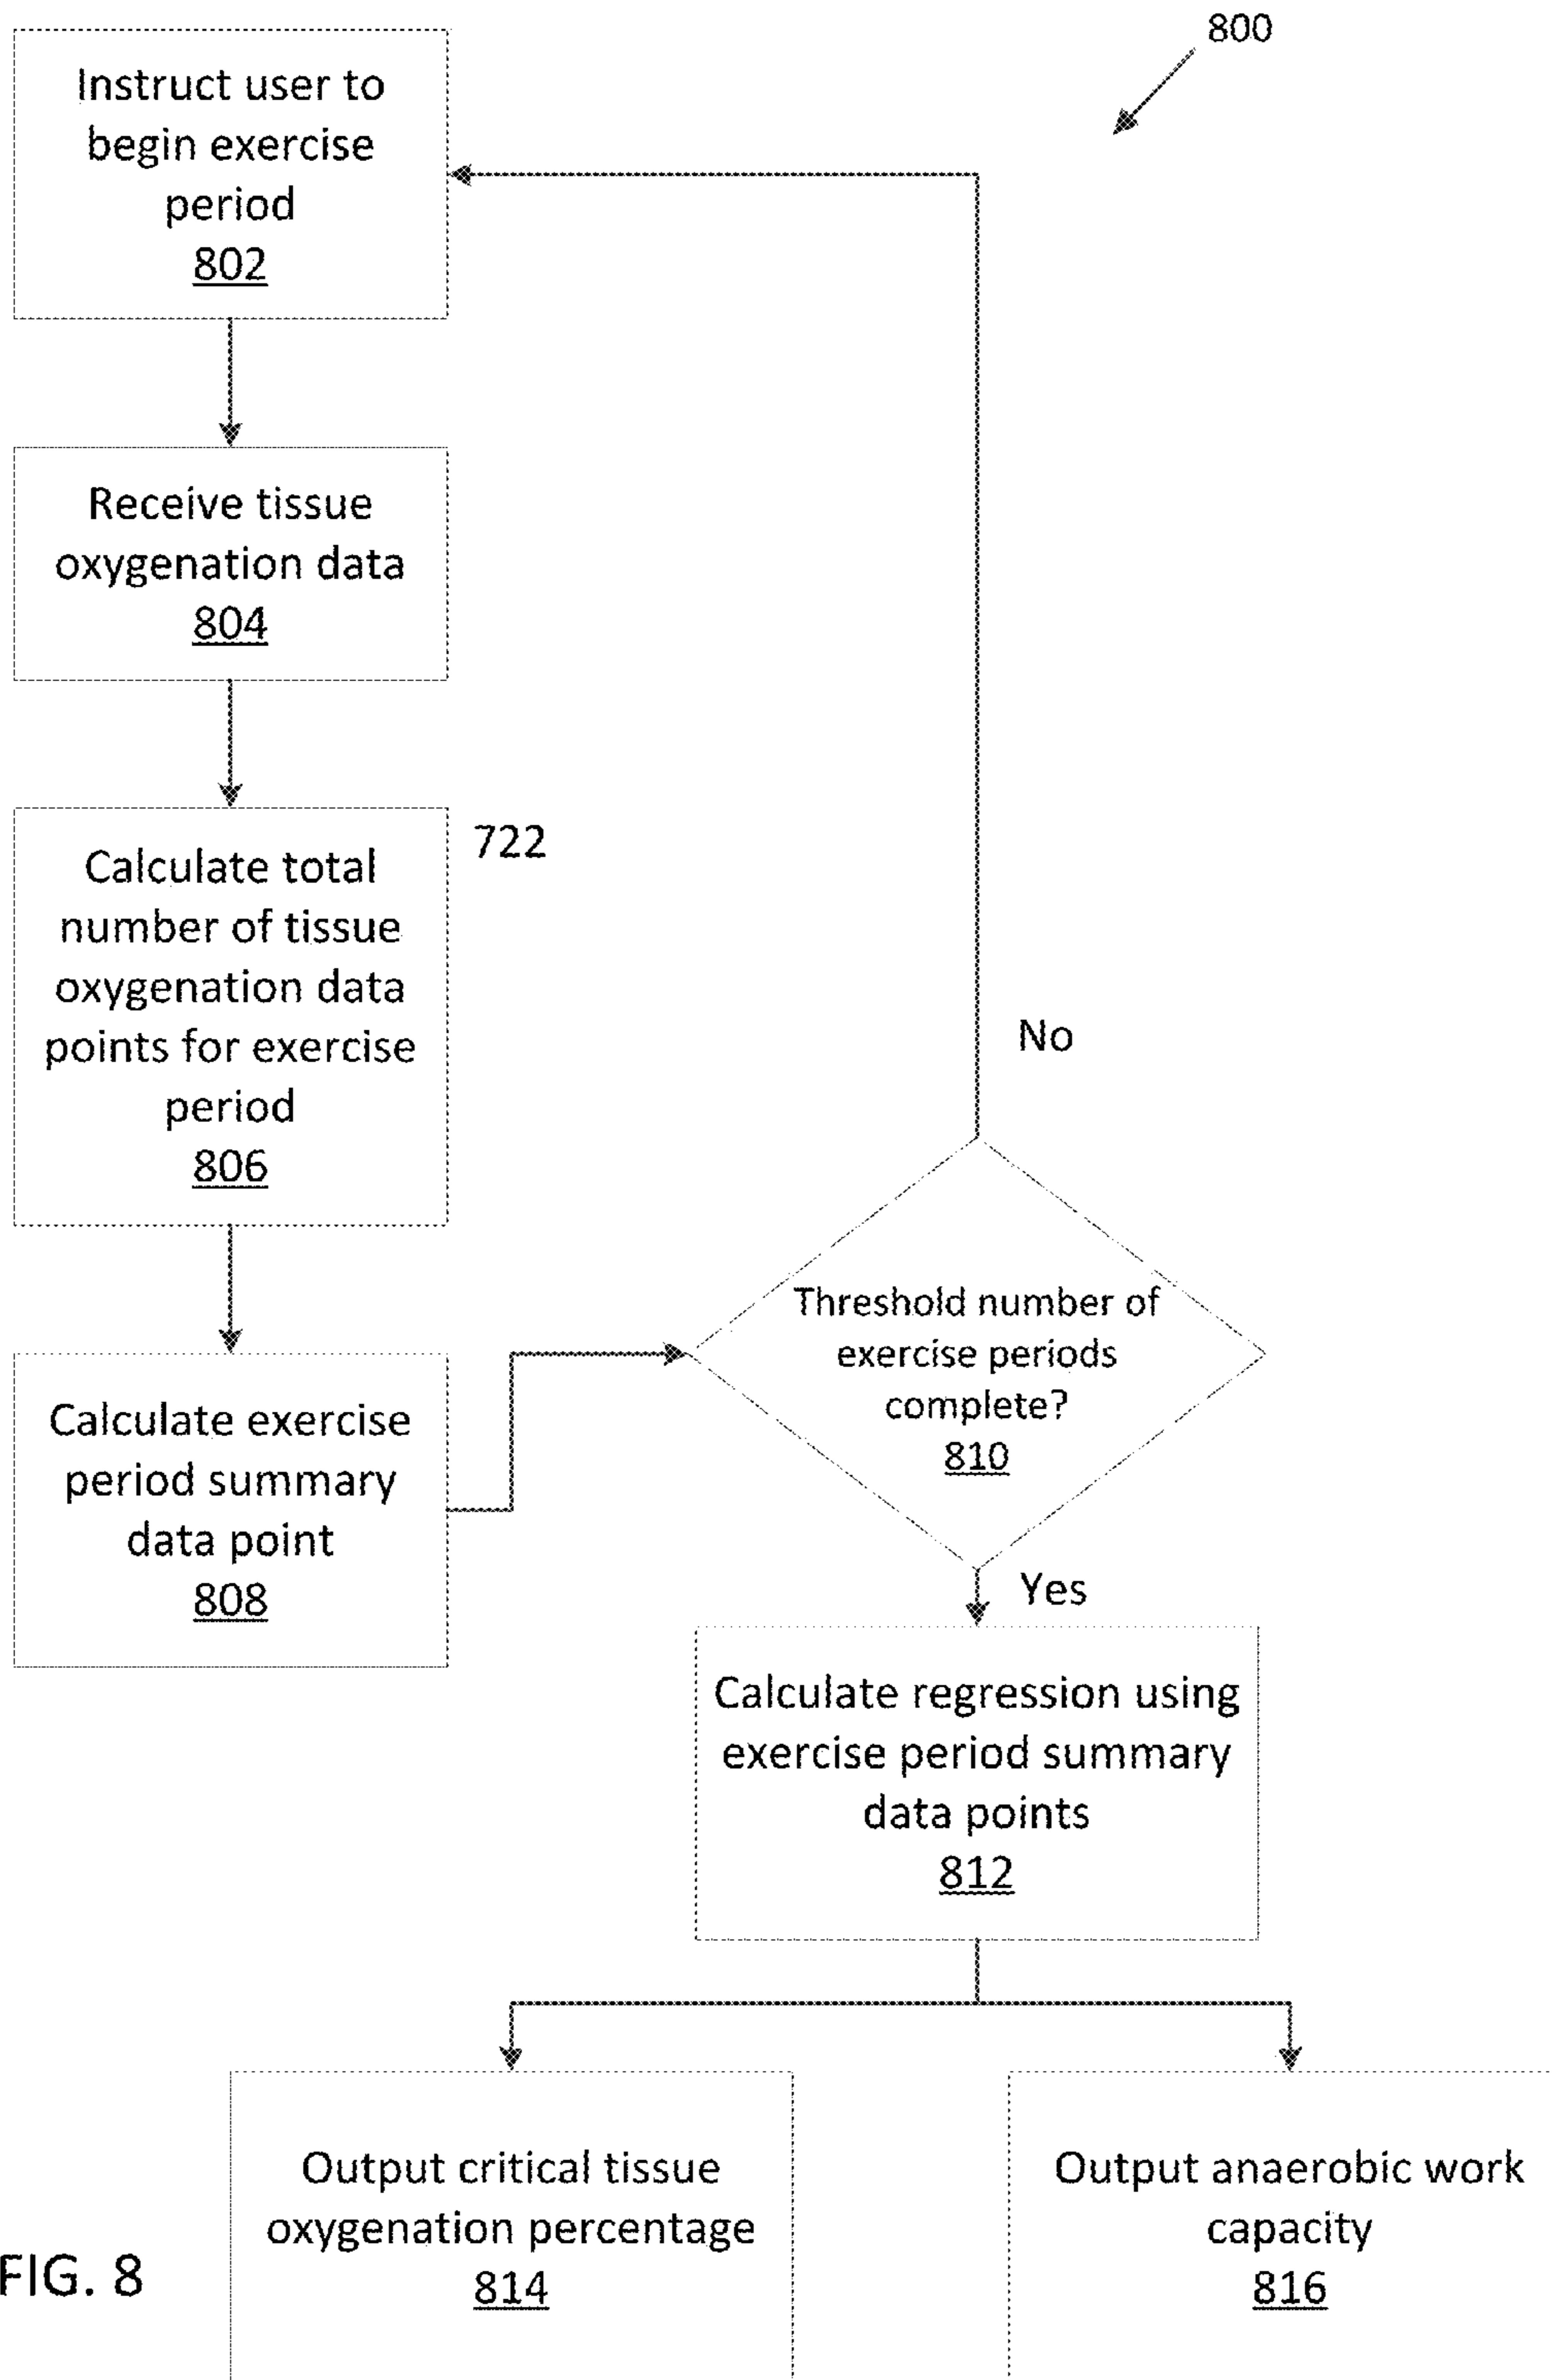 800
Instruct user to
begin exercise
period
802
Receive tissue
oxygenation data
804
722
Calculate total
number of tissue
oxygenation data
points for exercise
period
806
Calculate exercise
period summary
data point
808
No
Threshold number of
exercise periods
complete?
810
Yes
Calculate regression using
exercise period summary
data points
812
Output critical tissue
oxygenation percentage
814
Output anaerobic work
capacity
816
FIG. 8